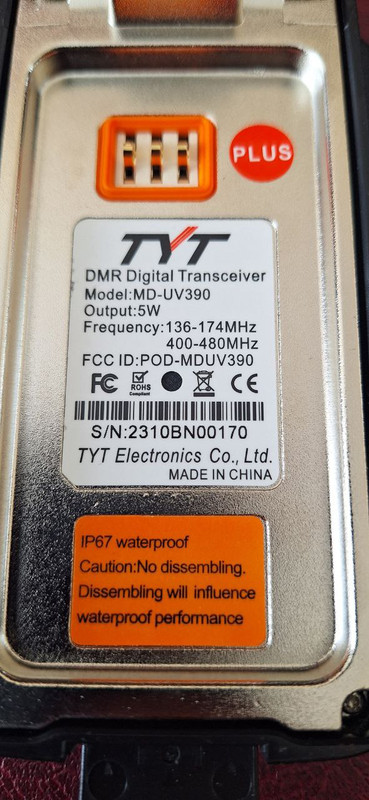 PLUS
TYT
DMR Digital Transceiver
Model:MD-UV390
Output:5W
Frequency:136-174MHz
400-480MHz
FCC ID:POD-MDUV390
FC
ROHS
Compliant
CE
S/N:2310BN00170
TYT Electronics Co., Ltd.
MADE IN CHINA
IP67 waterproof
Caution:No dissembling.
Dissembling will influence
waterproof performance